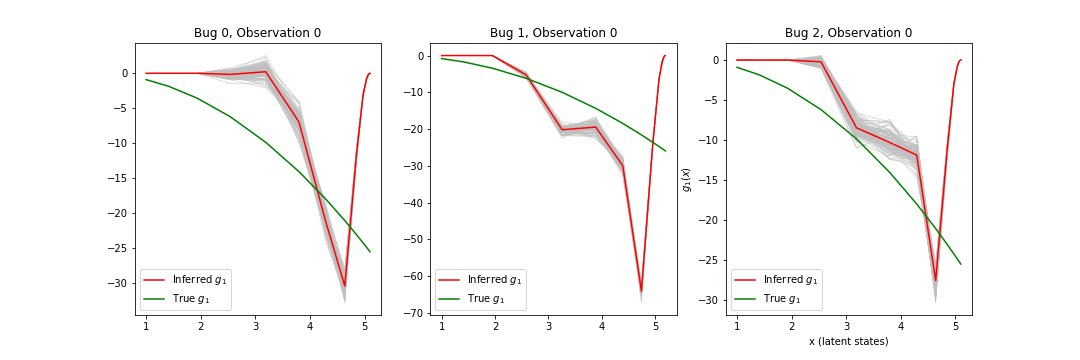 Bug 0, Observation 0
0
−5
−10
−15
−20
−25
−30
1 2 3 4 5
Inferred g₁
True g₁
Bug 1, Observation 0
0
−10
−20
−30
−40
−50
−60
−70
1 2 3 4 5
Inferred g₁
True g₁
Bug 2, Observation 0
g₁(x)
0
−5
−10
−15
−20
−25
−30
1 2 3 4 5
x (latent states)
Inferred g₁
True g₁